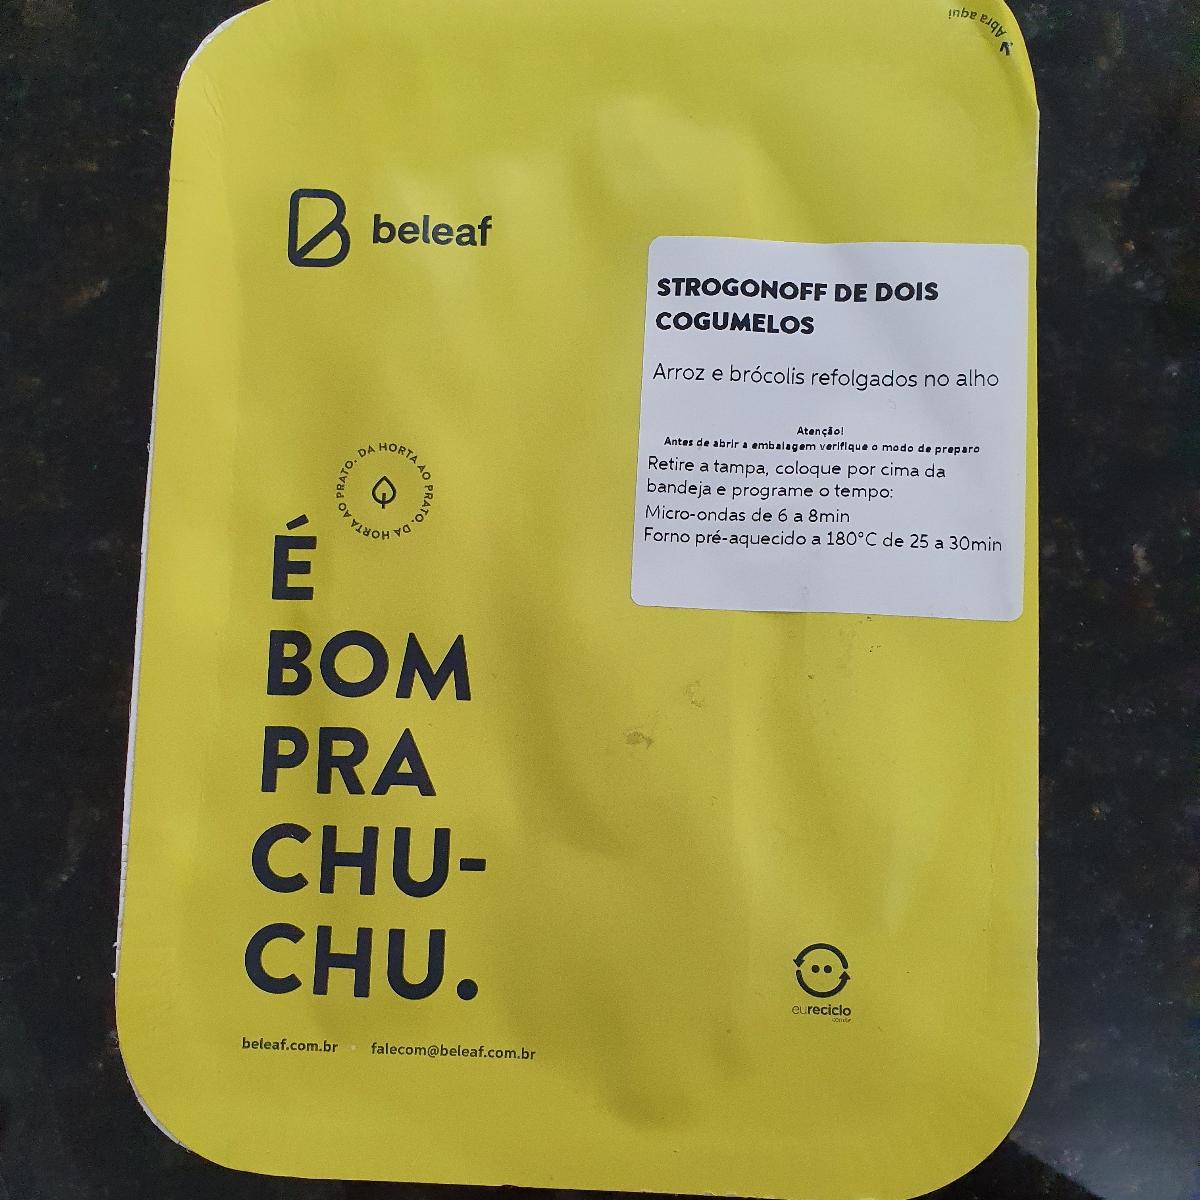 Abra aqui
beleaf
STROGONOFF DE DOIS
COGUMELOS
Arroz e brócolis refolgados no alho
Atenção!
Antes de abrir a embalagem verifique o modo de preparo
Retire a tampa, coloque por cima da
bandeja e programe o tempo:
Micro-ondas de 6 a 8min
Forno pré-aquecido a 180°C de 25 a 30min
DA HORTA AO PRATO. DA HORTA AO PRATO.
É
BOM
PRA
CHU-
CHU.
eureciclo
beleaf.com.br
falecom@beleaf.com.br